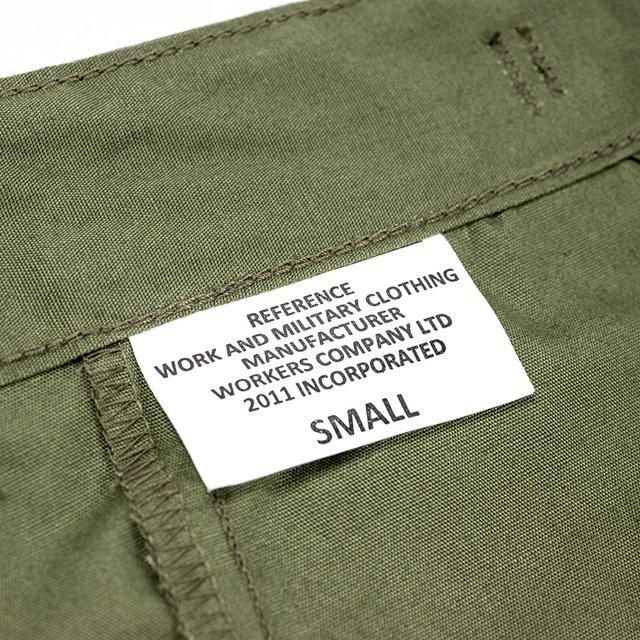 REFERENCE
WORK AND MILITARY CLOTHING
MANUFACTURER
WORKERS COMPANY LTD
2011 INCORPORATED
SMALL